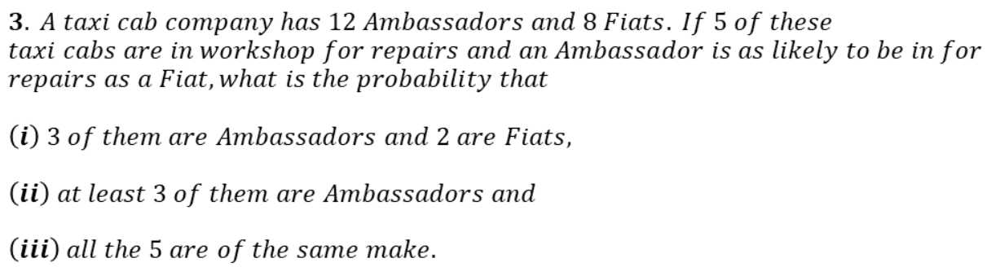 3. A taxi cab company has 12 Ambassadors and 8 Fiats. If 5 of these
taxi cabs are in workshop for repairs and an Ambassador is as likely to be in for
repairs as a Fiat, what is the probability that
(i) 3 of them are Ambassadors and 2 are Fiats,
(ii) at least 3 of them are Ambassadors and
(iii) all the 5 are of the same make.